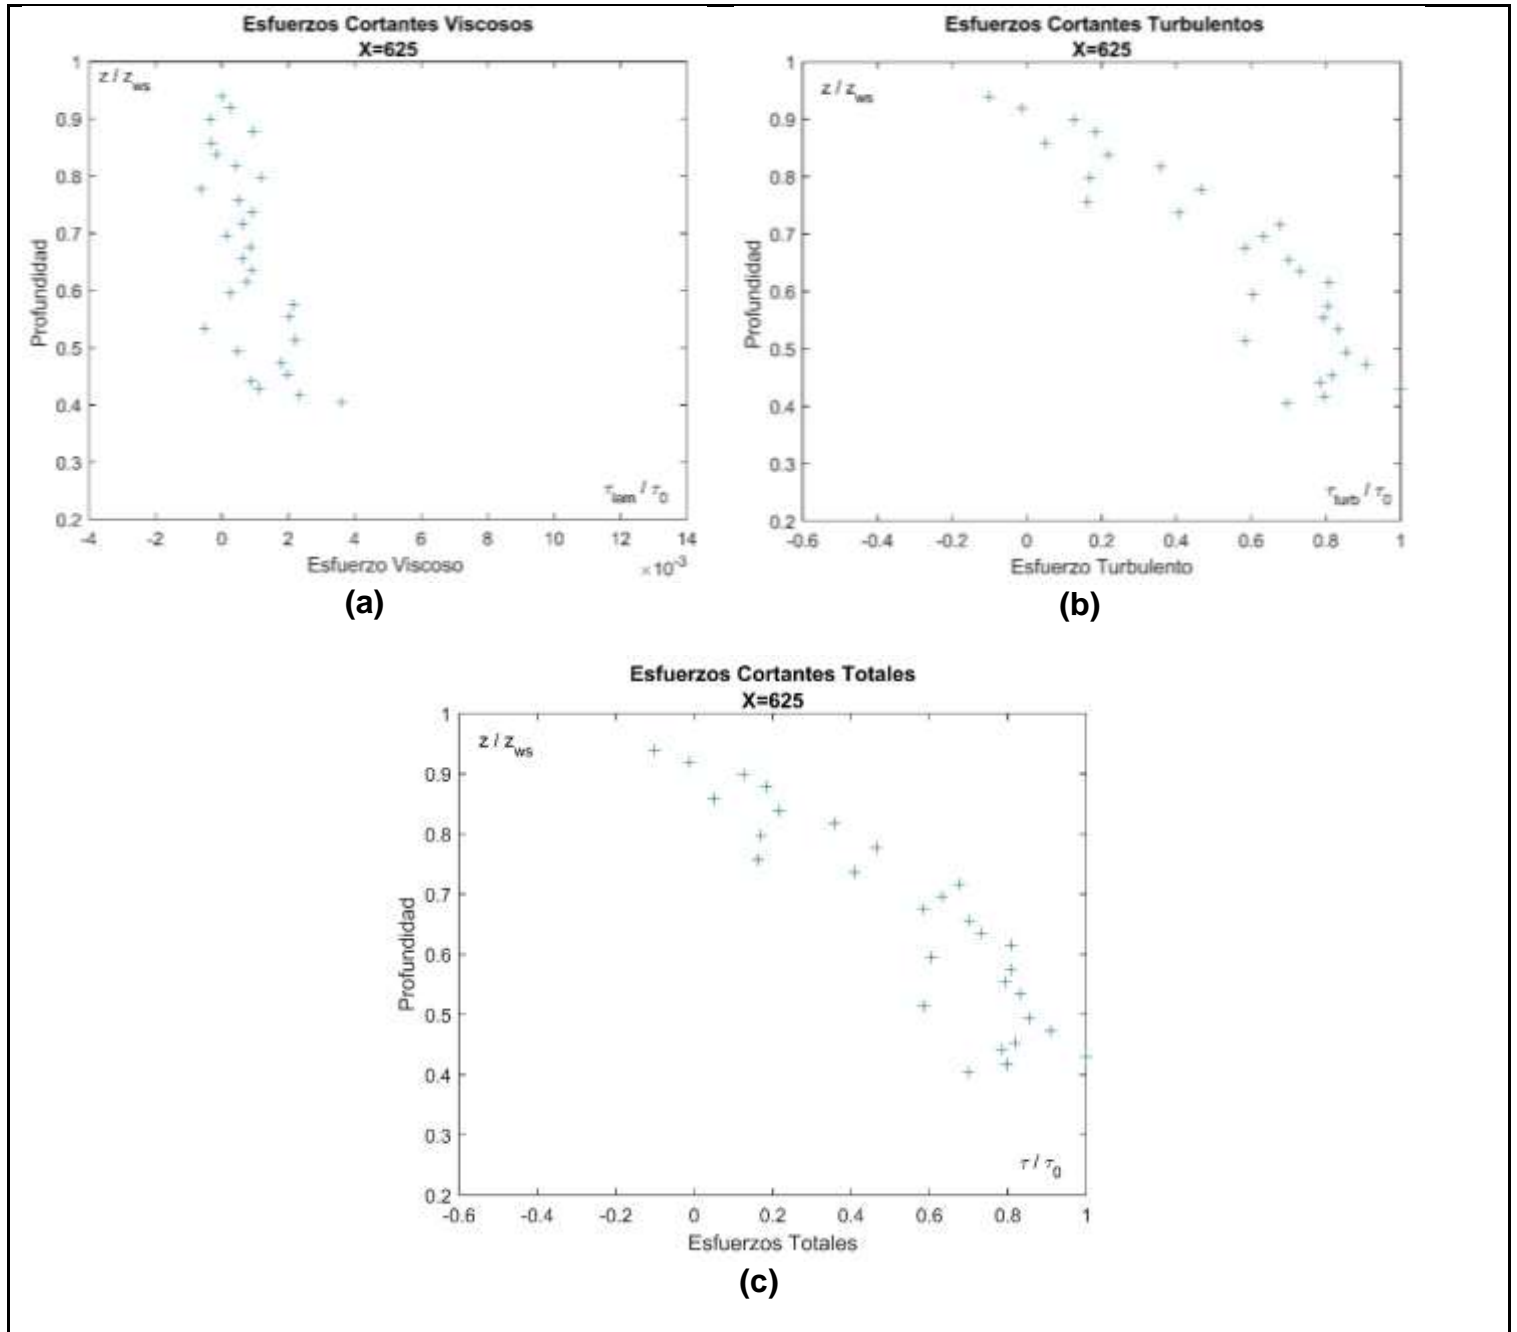 Esfuerzos Cortantes Viscosos
X=625
z / z_ws
1
0.9
0.8
0.7
0.6
0.5
0.4
0.3
0.2
Profundidad
τ_lam / τ_0
-4 -2 0 2 4 6 8 10 12 14
Esfuerzo Viscoso
×10^-3
(a)
Esfuerzos Cortantes Turbulentos
X=625
z / z_ws
1
0.9
0.8
0.7
0.6
0.5
0.4
0.3
0.2
Profundidad
τ_turb / τ_0
-0.6 -0.4 -0.2 0 0.2 0.4 0.6 0.8 1
Esfuerzo Turbulento
(b)
Esfuerzos Cortantes Totales
X=625
z / z_ws
1
0.9
0.8
0.7
0.6
0.5
0.4
0.3
0.2
Profundidad
τ / τ_0
-0.6 -0.4 -0.2 0 0.2 0.4 0.6 0.8 1
Esfuerzos Totales
(c)